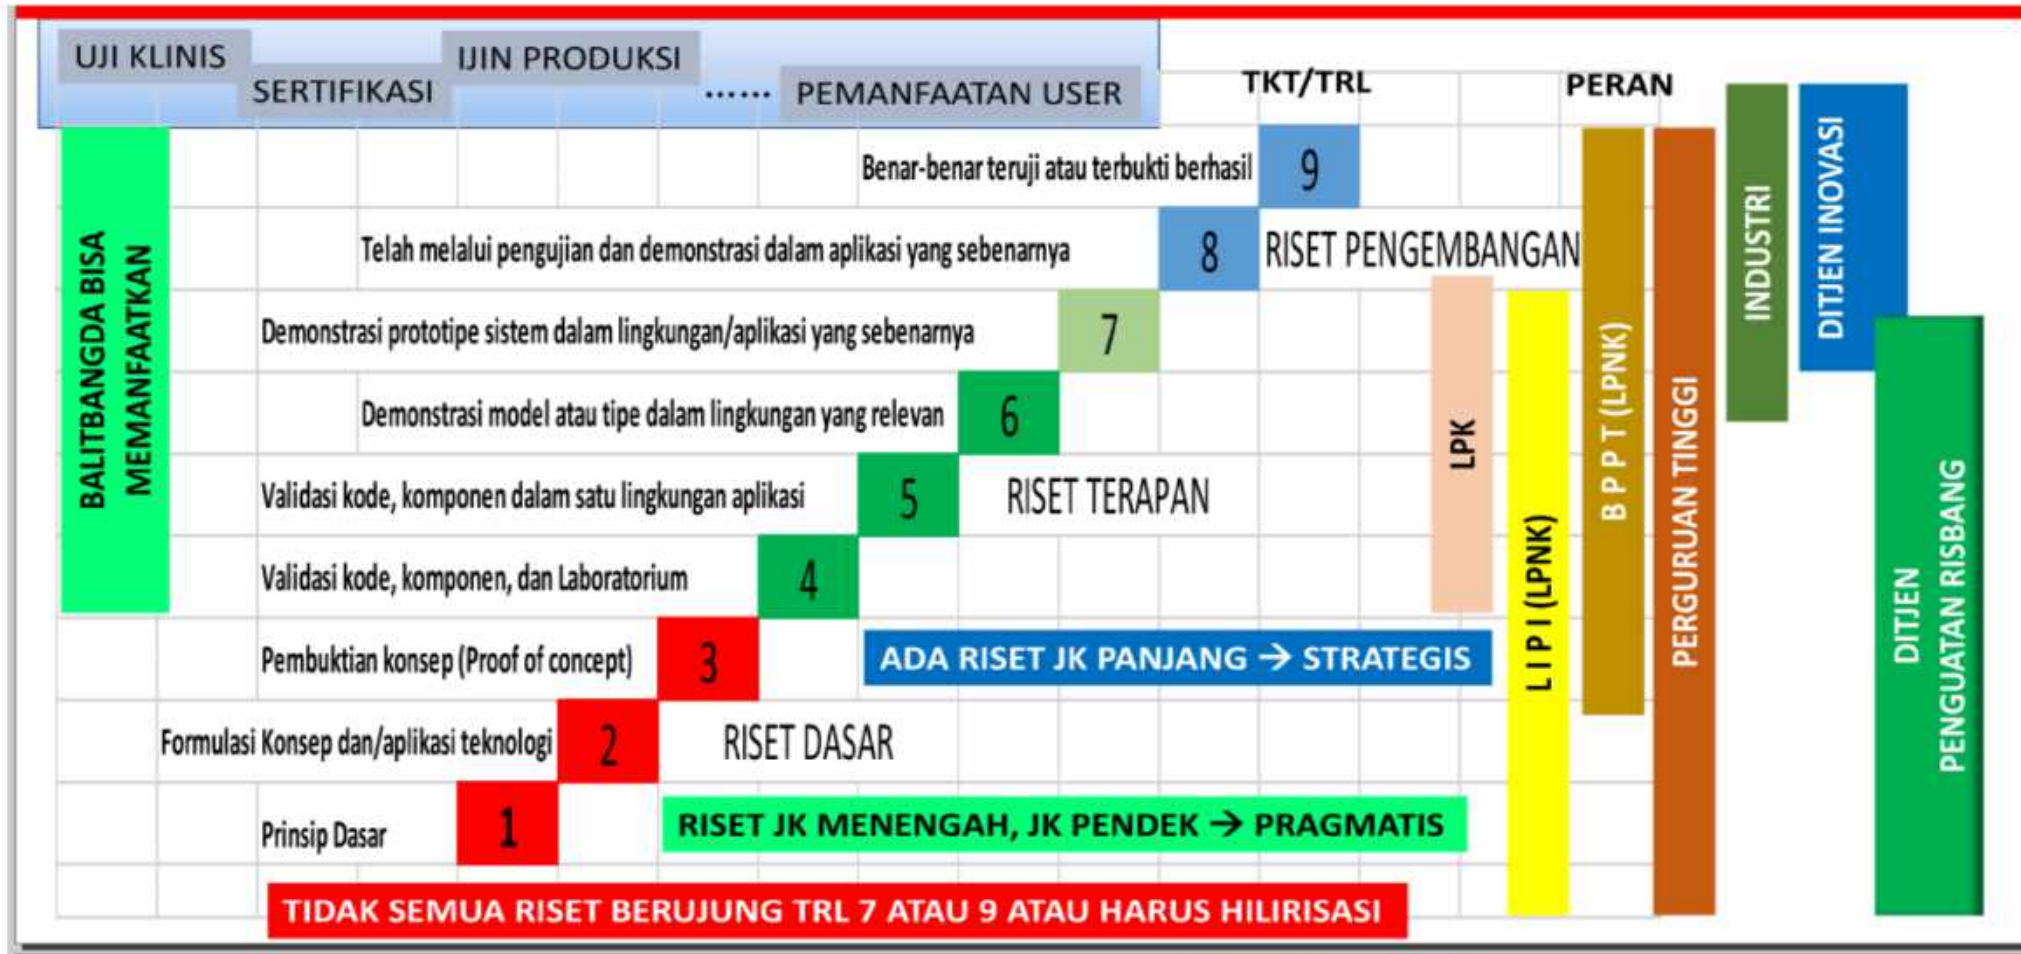 UJI KLINIS
SERTIFIKASI
IJIN PRODUKSI
...... PEMANFAATAN USER
TKT/TRL
PERAN
Benar-benar teruji atau terbukti berhasil 9
Telah melalui pengujian dan demonstrasi dalam aplikasi yang sebenarnya 8 RISET PENGEMBANGAN
Demonstrasi prototipe sistem dalam lingkungan/aplikasi yang sebenarnya 7
Demonstrasi model atau tipe dalam lingkungan yang relevan 6
Validasi kode, komponen dalam satu lingkungan aplikasi 5 RISET TERAPAN
Validasi kode, komponen, dan Laboratorium 4
Pembuktian konsep (Proof of concept) 3
ADA RISET JK PANJANG → STRATEGIS
Formulasi Konsep dan/aplikasi teknologi 2 RISET DASAR
Prinsip Dasar 1
RISET JK MENENGAH, JK PENDEK → PRAGMATIS
TIDAK SEMUA RISET BERUJUNG TRL 7 ATAU 9 ATAU HARUS HILIRISASI
BALITBANGDA BISA
MEMANFAATKAN
LPK
L I P I (LPNK)
B P P T (LPNK)
PERGURUAN TINGGI
INDUSTRI
DITJEN INOVASI
DITJEN
PENGUATAN RISBANG